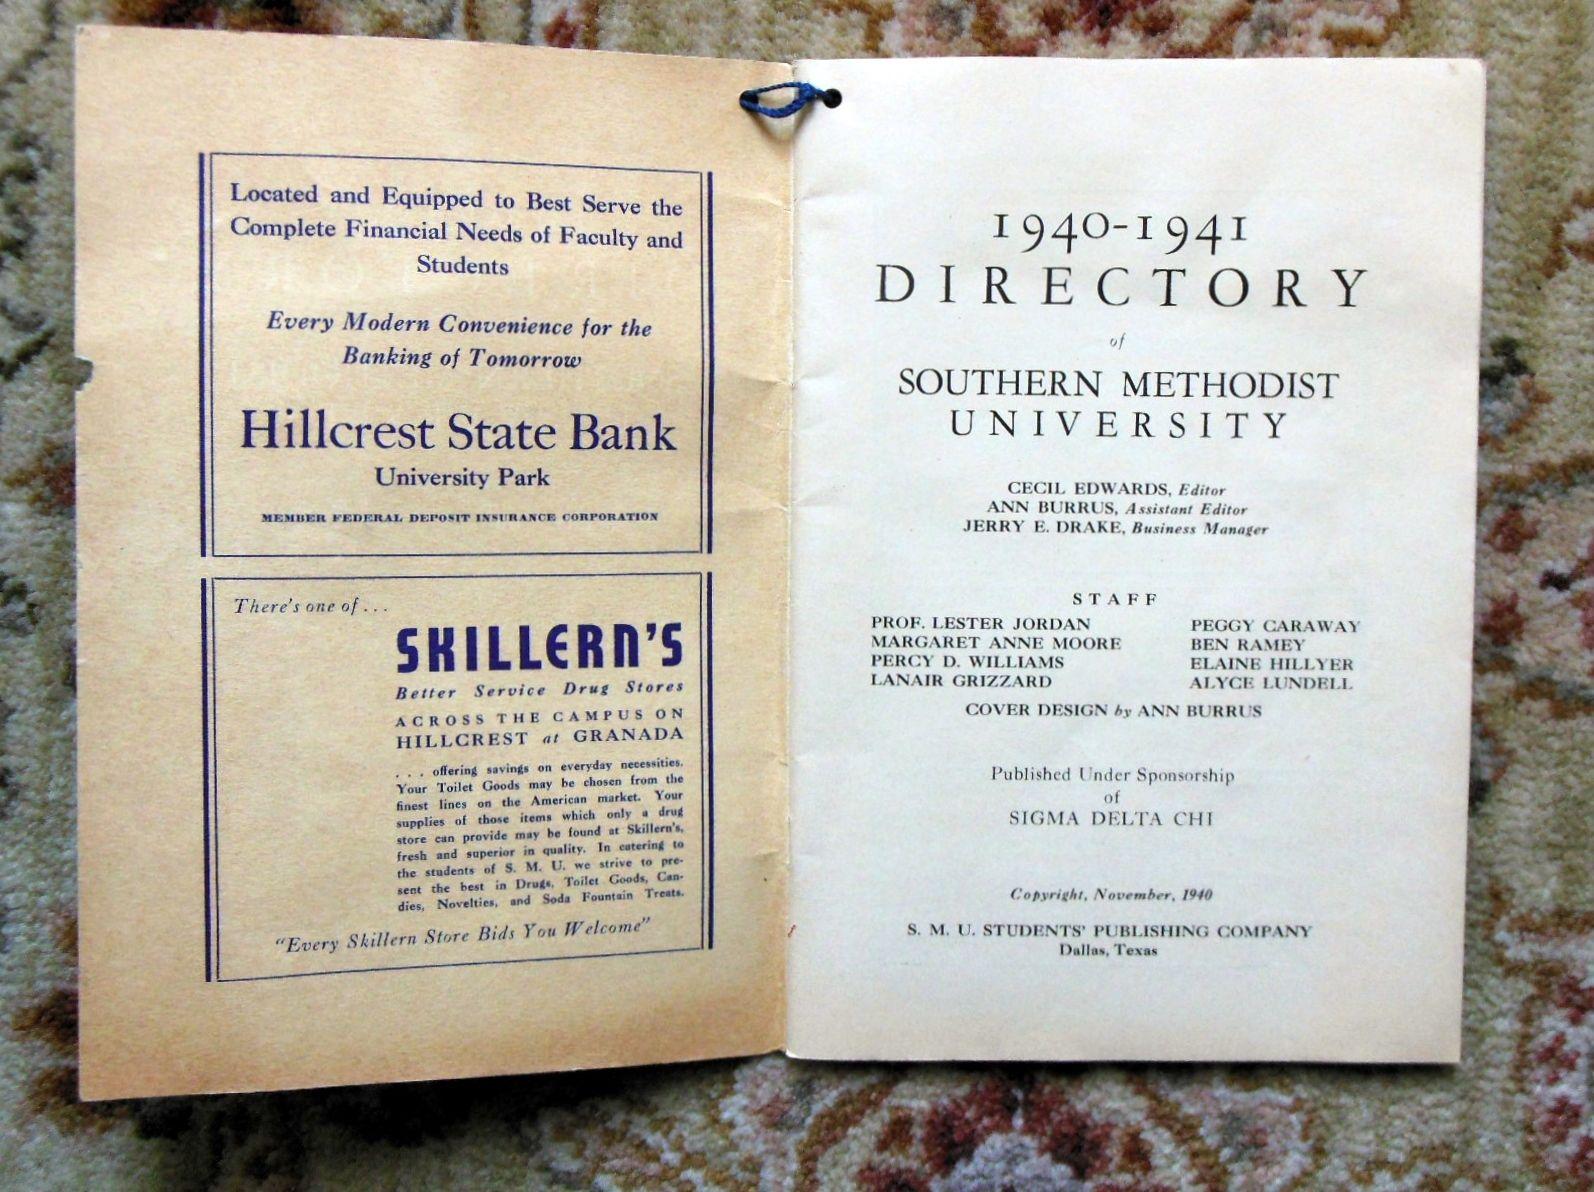 Located and Equipped to Best Serve the
Complete Financial Needs of Faculty and
Students
Every Modern Convenience for the
Banking of Tomorrow
Hillcrest State Bank
University Park
MEMBER FEDERAL DEPOSIT INSURANCE CORPORATION
There's one of . . .
SKILLERN'S
Better Service Drug Stores
ACROSS THE CAMPUS ON
HILLCREST at GRANADA
. . . offering savings on everyday necessities.
Your Toilet Goods may be chosen from the
finest lines on the American market. Your
supplies of those items which only a drug
store can provide may be found at Skillern's,
fresh and superior in quality. In catering to
the students of S. M. U. we strive to pre-
sent the best in Drugs, Toilet Goods, Can-
dies, Novelties, and Soda Fountain Treats.
"Every Skillern Store Bids You Welcome"
1940-1941
DIRECTORY
of
SOUTHERN METHODIST
UNIVERSITY
CECIL EDWARDS, Editor
ANN BURRUS, Assistant Editor
JERRY E. DRAKE, Business Manager
STAFF
PROF. LESTER JORDAN
MARGARET ANNE MOORE
PERCY D. WILLIAMS
LANAIR GRIZZARD
PEGGY CARAWAY
BEN RAMEY
ELAINE HILLYER
ALYCE LUNDELL
COVER DESIGN by ANN BURRUS
Published Under Sponsorship
of
SIGMA DELTA CHI
Copyright, November, 1940
S. M. U. STUDENTS' PUBLISHING COMPANY
Dallas, Texas